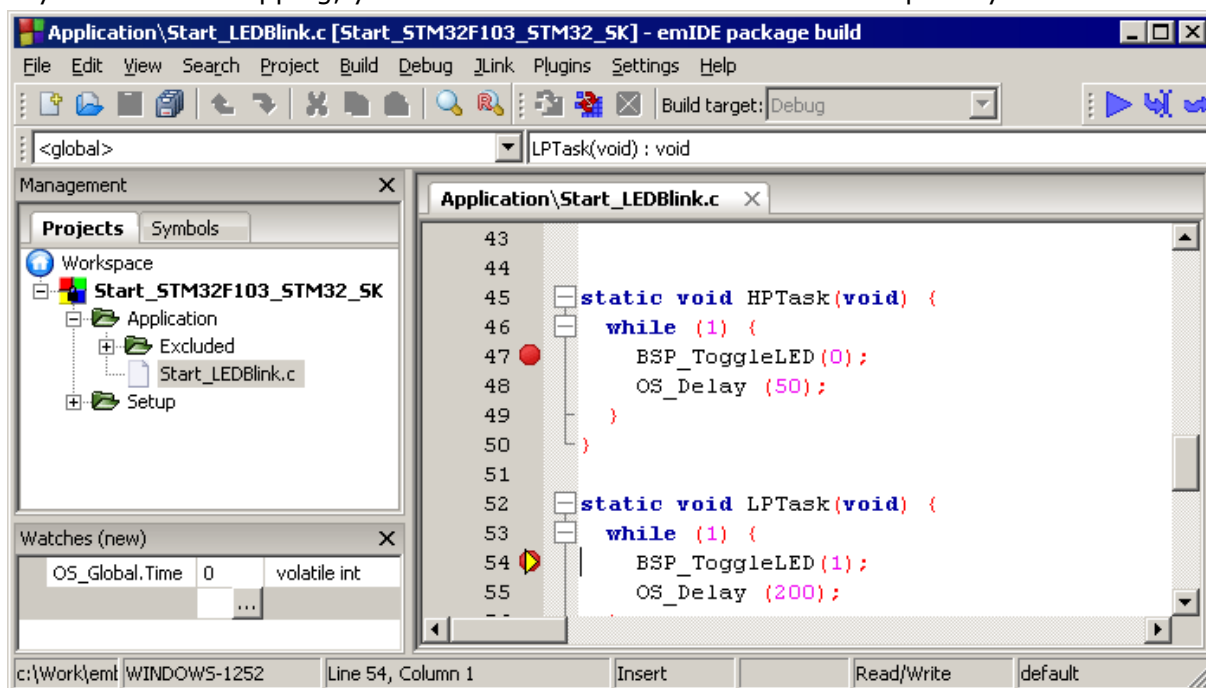 Application\Start_LEDBlink.c [Start_STM32F103_STM32_SK] - emIDE package build
File Edit View Search Project Build Debug JLink Plugins Settings Help
Build target: Debug
<global>
LPTask(void) : void
Management
Projects Symbols
Workspace
Start_STM32F103_STM32_SK
Application
Excluded
Start_LEDBlink.c
Setup
Watches (new)
OS_Global.Time 0 volatile int
...
Application\Start_LEDBlink.c
43
44
45 static void HPTask(void) {
46 while (1) {
47 BSP_ToggleLED(0);
48 OS_Delay (50);
49 }
50 }
51
52 static void LPTask(void) {
53 while (1) {
54 BSP_ToggleLED(1);
55 OS_Delay (200);
c:\Work\emb WINDOWS-1252 Line 54, Column 1 Insert Read/Write default